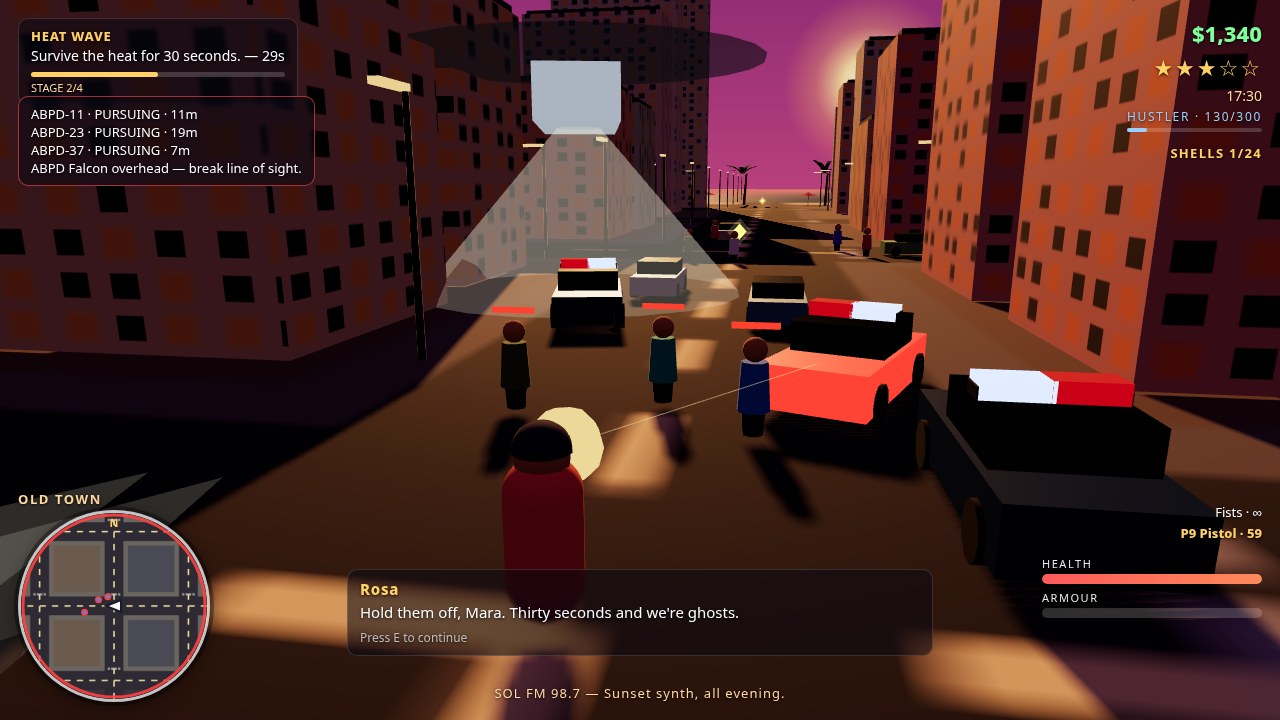 HEAT WAVE
Survive the heat for 30 seconds. — 29s
STAGE 2/4
ABPD-11 · PURSUING · 11m
ABPD-23 · PURSUING · 19m
ABPD-37 · PURSUING · 7m
ABPD Falcon overhead — break line of sight.
$1,340
★★★☆☆
17:30
HUSTLER · 130/300
SHELLS 1/24
OLD TOWN
N
Fists · ∞
P9 Pistol · 59
HEALTH
ARMOUR
Rosa
Hold them off, Mara. Thirty seconds and we're ghosts.
Press E to continue
SOL FM 98.7 — Sunset synth, all evening.